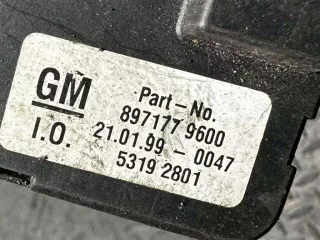 GM Part-No.
897177 9600
I.O. 21.01.99 - 0047
5319 2801